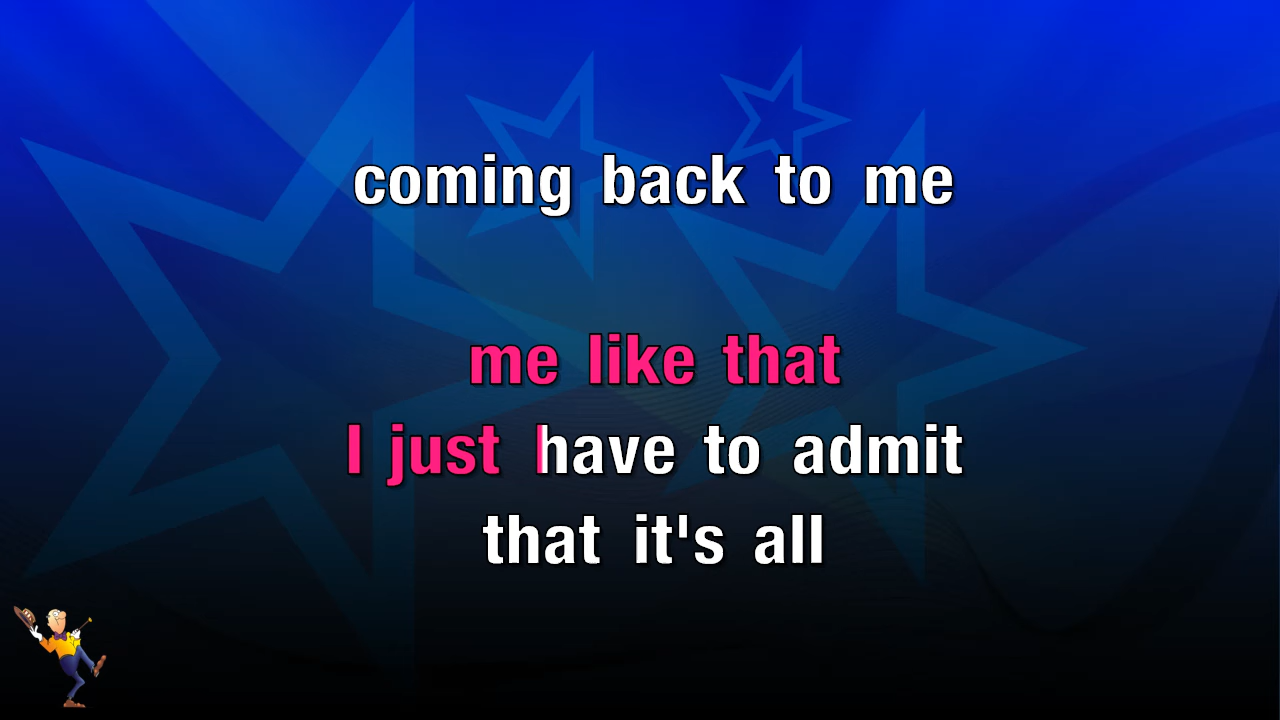 coming back to me
me like that
I just have to admit
that it's all